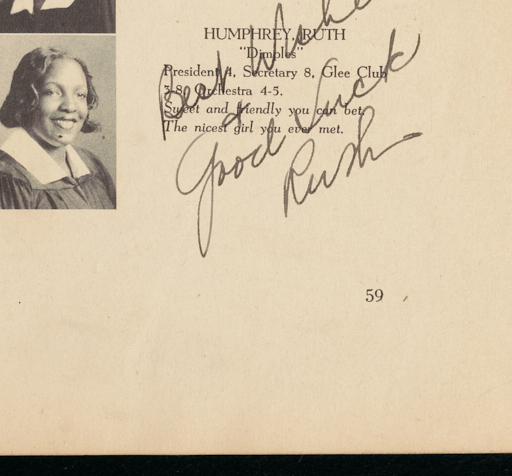 HUMPHREY, RUTH
"Dimples"
President 4, Secretary 8, Glee Club
3-8, Orchestra 4-5.
Sweet and friendly you can bet,
The nicest girl you ever met.
Best Wishe
+
Good Luck
Ruth
59